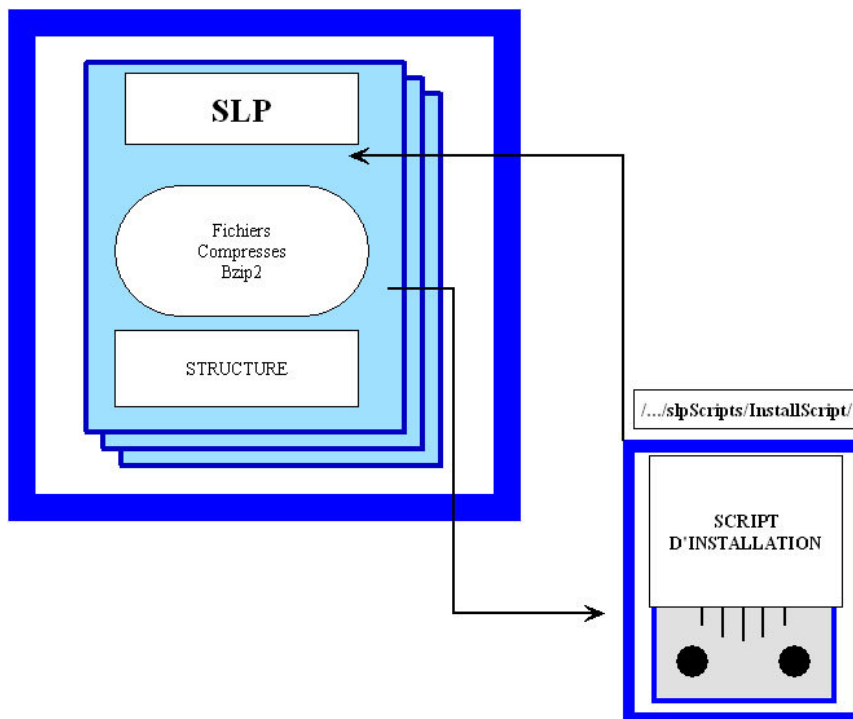 SLP
Fichiers
Compresses
Bzip2
STRUCTURE
/.../slpScripts/InstallScript/
SCRIPT
D'INSTALLATION